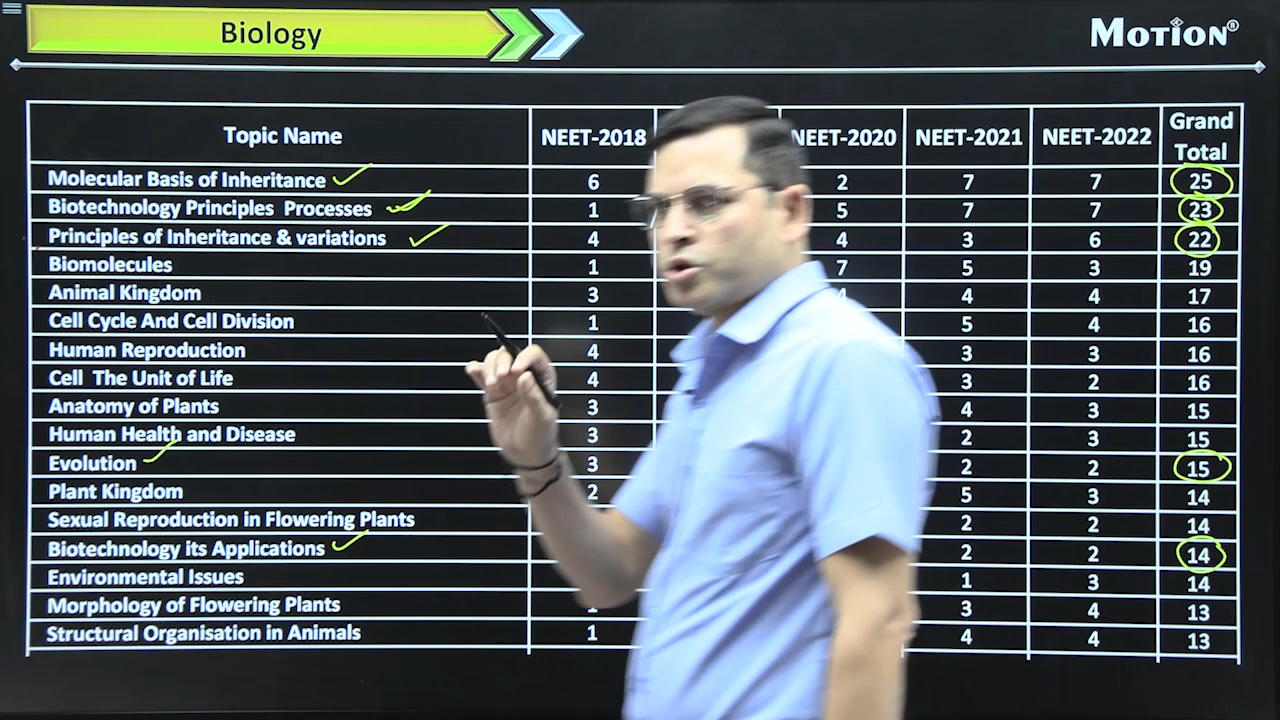 Biology
MOTION®
Topic Name NEET-2018 NEET-2020 NEET-2021 NEET-2022 Grand Total
Molecular Basis of Inheritance 6 2 7 7 25
Biotechnology Principles Processes 1 5 7 7 23
Principles of Inheritance & variations 4 4 3 6 22
Biomolecules 1 7 5 3 19
Animal Kingdom 3 4 4 17
Cell Cycle And Cell Division 1 5 4 16
Human Reproduction 4 3 3 16
Cell The Unit of Life 4 3 2 16
Anatomy of Plants 3 4 3 15
Human Health and Disease 3 2 3 15
Evolution 3 2 2 15
Plant Kingdom 2 5 3 14
Sexual Reproduction in Flowering Plants 2 2 14
Biotechnology its Applications 2 2 14
Environmental Issues 1 3 14
Morphology of Flowering Plants 3 4 13
Structural Organisation in Animals 1 4 4 13